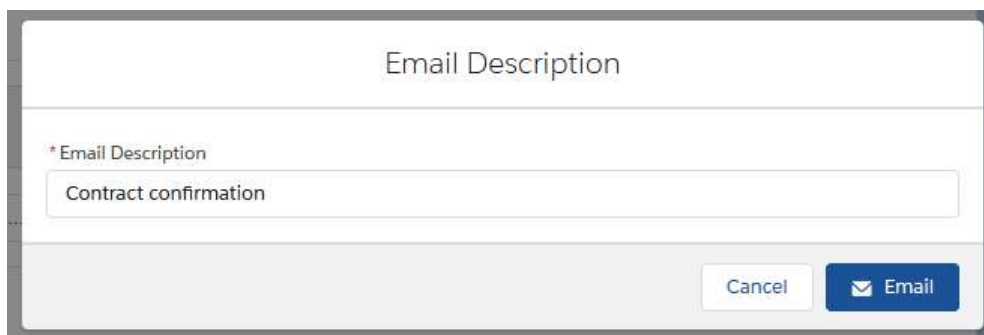 Email Description
*Email Description
Contract confirmation
Cancel
Email